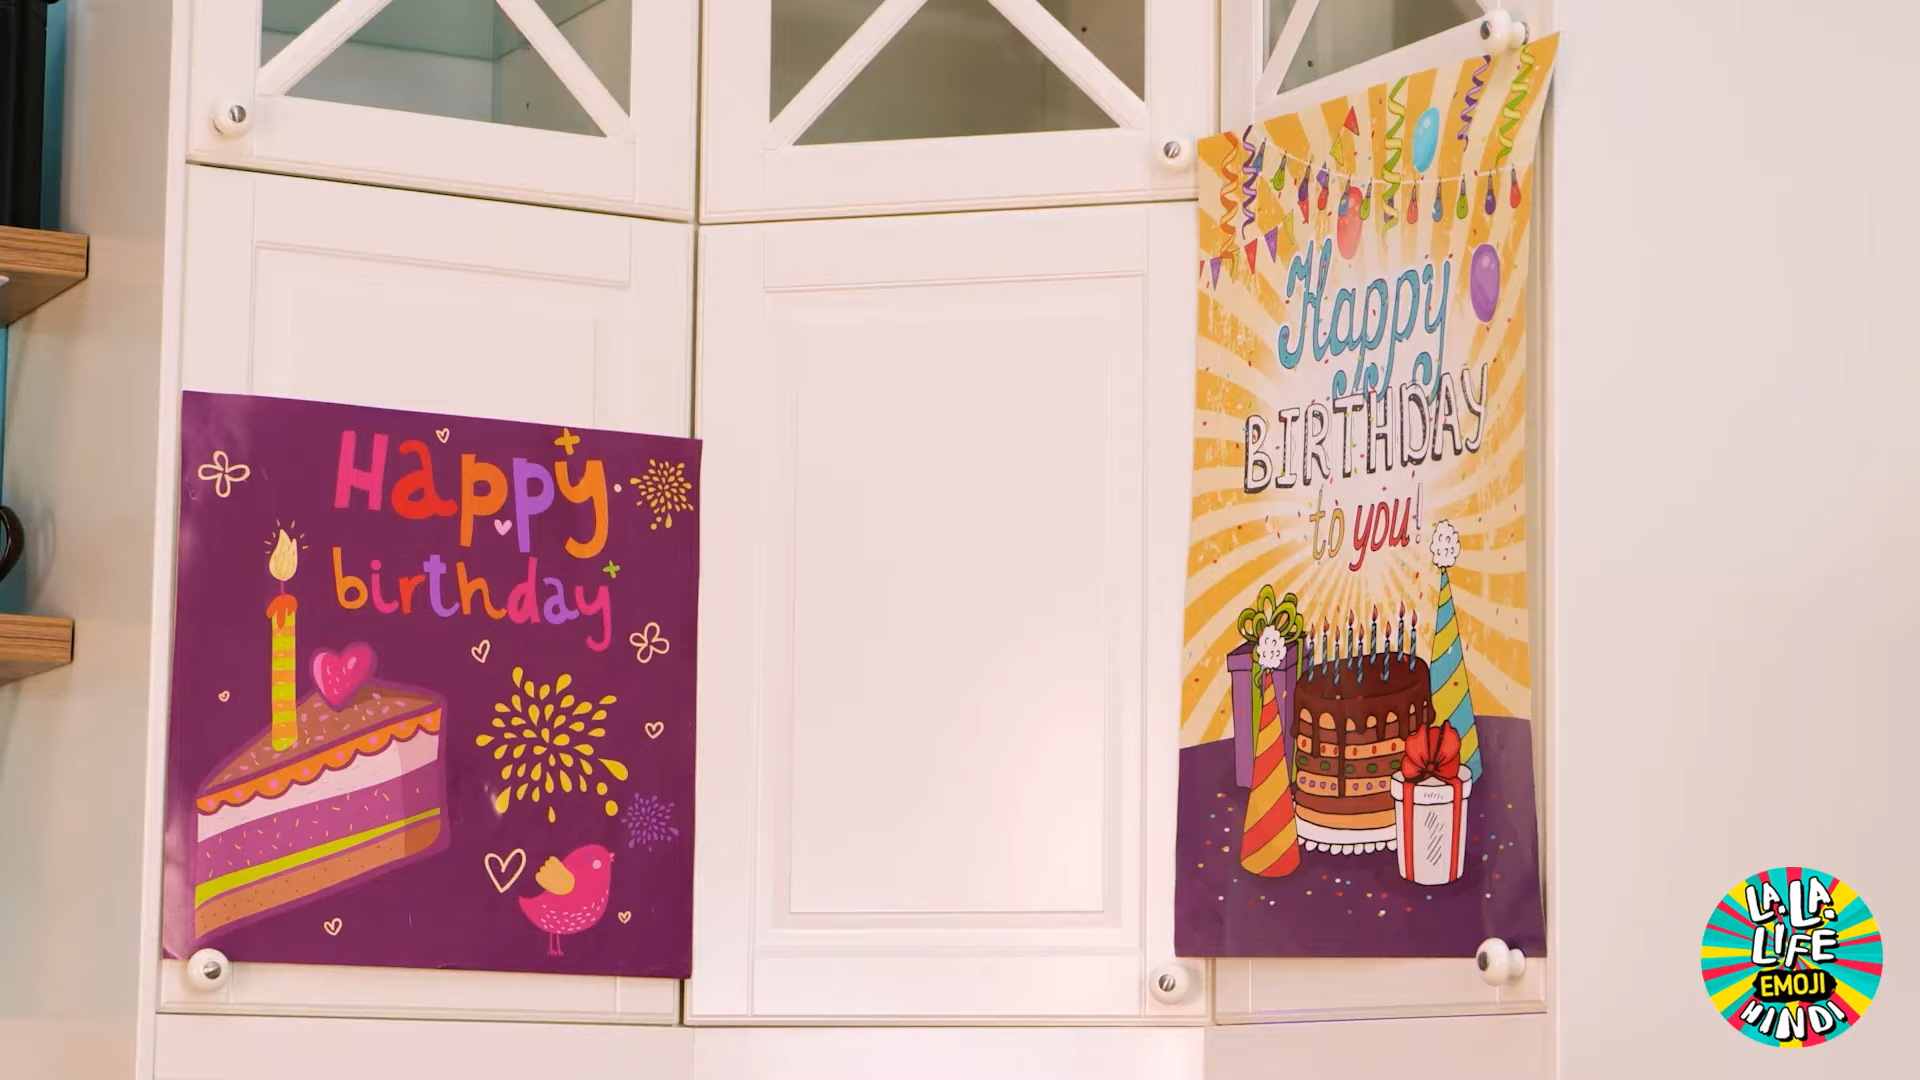 Happy
birthday
Happy
BIRTHDAY
to you!
LA.LA.
LIFE
EMOJI
HINDI